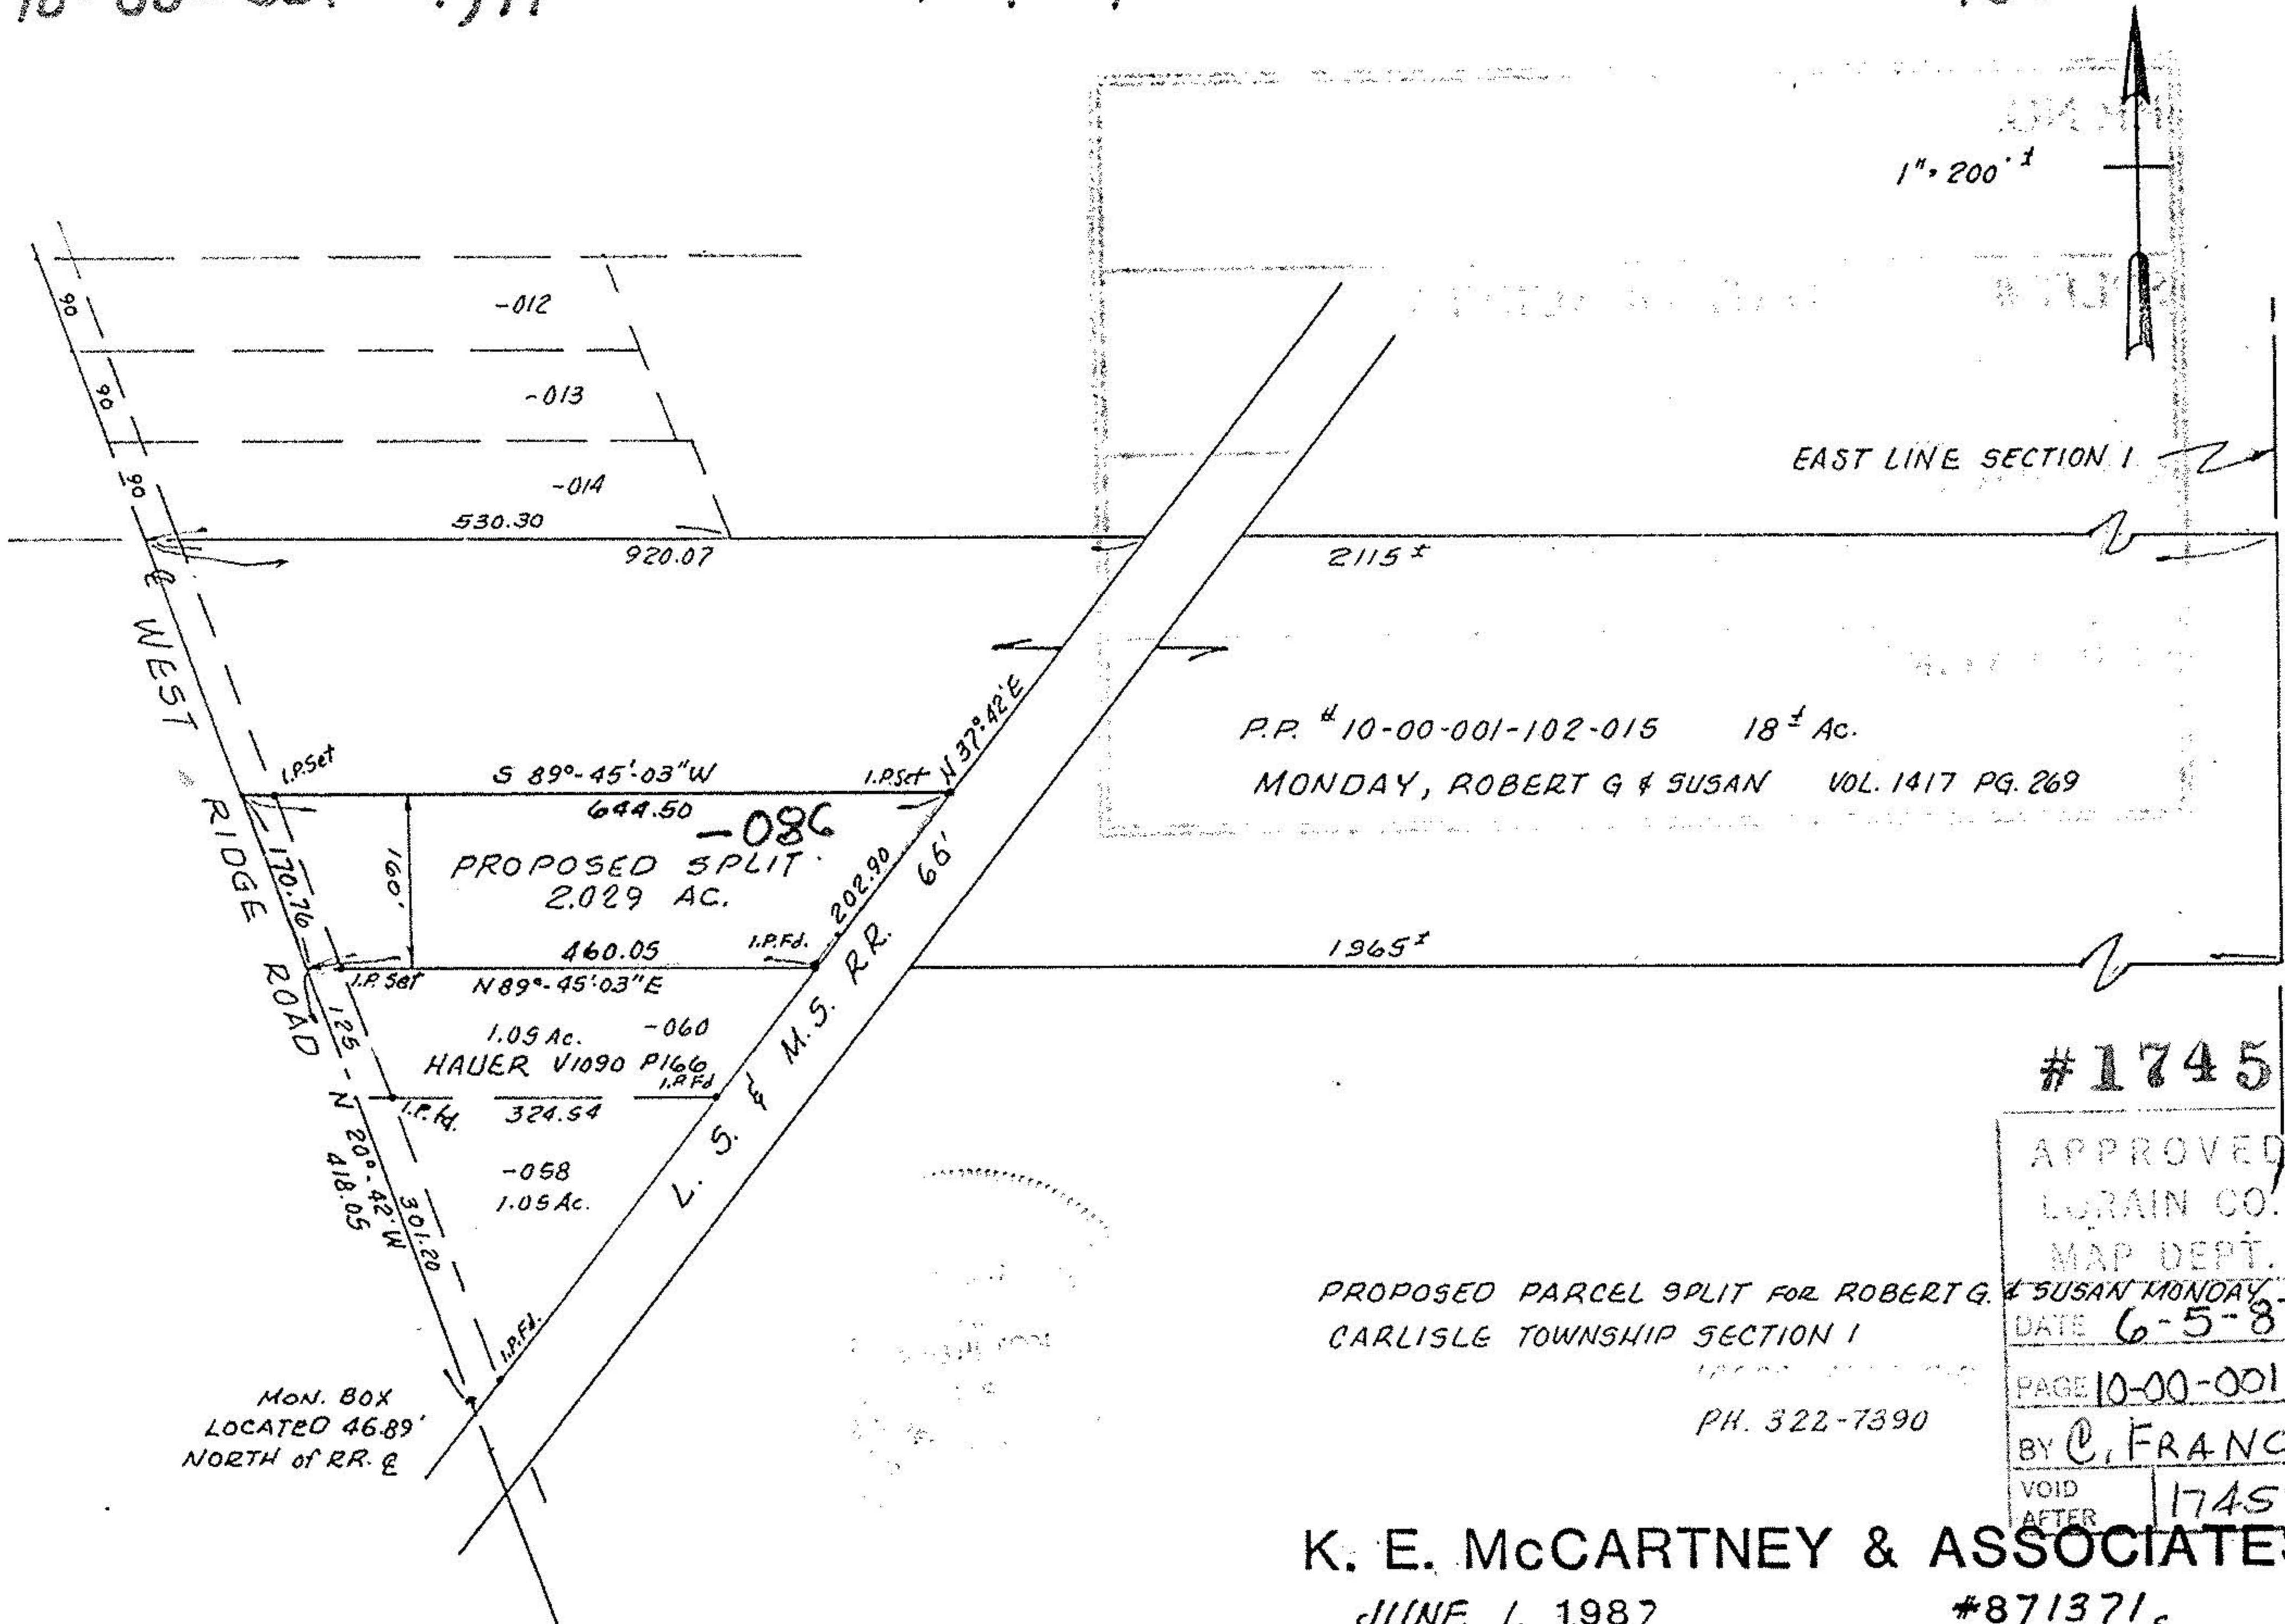 1" = 200' ±
-012
90
-013
90
-014
90
EAST LINE SECTION 1
530.30
920.07
2115 ±
℄ WEST RIDGE ROAD
N 37°-42'E
P.P. # 10-00-001-102-015 18 ± Ac.
MONDAY, ROBERT G & SUSAN VOL. 1417 PG. 269
I.P.Set
S 89°-45'-03"W
I.P.Set
644.50
-086
PROPOSED SPLIT
2.029 AC.
160'
170.76
202.90
66'
460.05
I.P.Fd.
1965 ±
I.P. Set
N 89°-45'-03"E
125
1.05 Ac. -060
HAUER V1090 P166
I.P.Fd
I.P.Fd.
324.54
L. S. & M.S. R.R.
N 20°-42'W
418.05
301.20
-058
1.05 Ac.
I.P.Fd.
#1745
APPROVED
LORAIN CO.
MAP DEPT.
PROPOSED PARCEL SPLIT FOR ROBERT G. & SUSAN MONDAY
CARLISLE TOWNSHIP SECTION 1
DATE 6-5-8
PAGE 10-00-001
PH. 322-7390
BY C, FRANC
VOID AFTER 1745
MON. BOX
LOCATED 46.89'
NORTH of RR. ℄
K. E. McCARTNEY & ASSOCIATES
JUNE 1, 1987
#871371